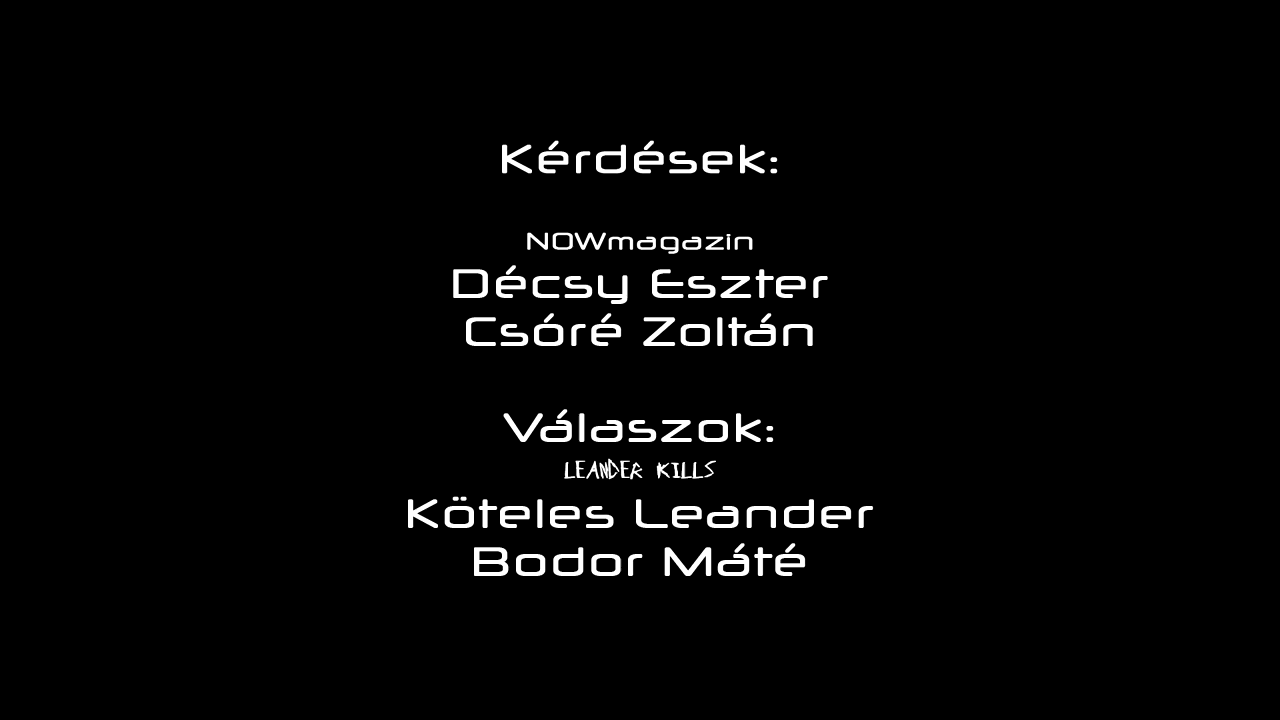 Kérdések:
NOWmagazin
Décsy Eszter
Csóré Zoltán
Válaszok:
LEANDER KILLS
Köteles Leander
Bodor Máté